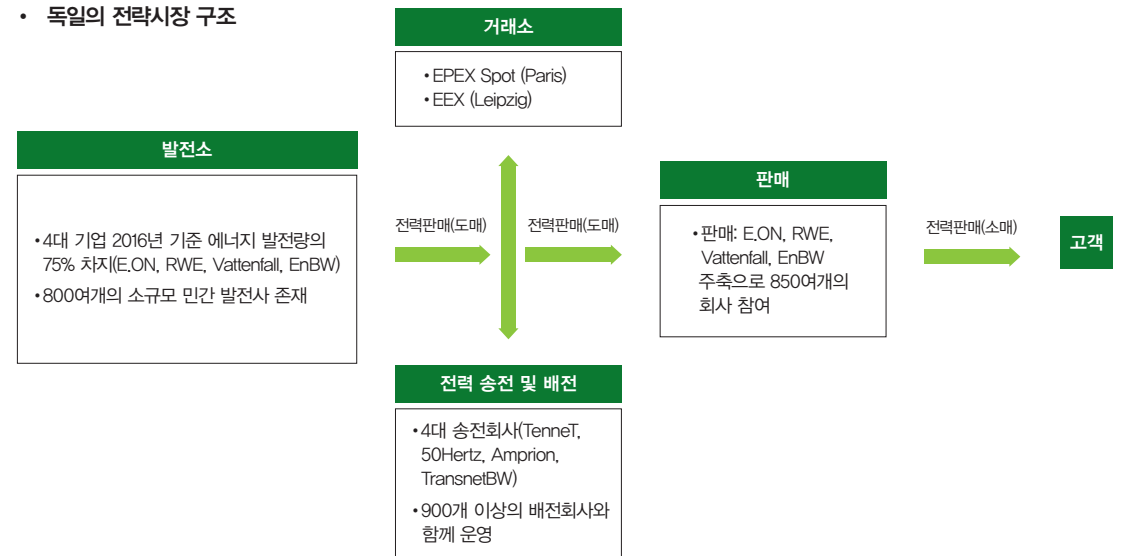 • 독일의 전략시장 구조
거래소
•EPEX Spot (Paris)
•EEX (Leipzig)
발전소
•4대 기업 2016년 기준 에너지 발전량의
75% 차지(E.ON, RWE, Vattenfall, EnBW)
•800여개의 소규모 민간 발전사 존재
전력판매(도매)
전력판매(도매)
판매
•판매: E.ON, RWE,
Vattenfall, EnBW
주축으로 850여개의
회사 참여
전력판매(소매)
고객
전력 송전 및 배전
•4대 송전회사(TenneT,
50Hertz, Amprion,
TransnetBW)
•900개 이상의 배전회사와
함께 운영